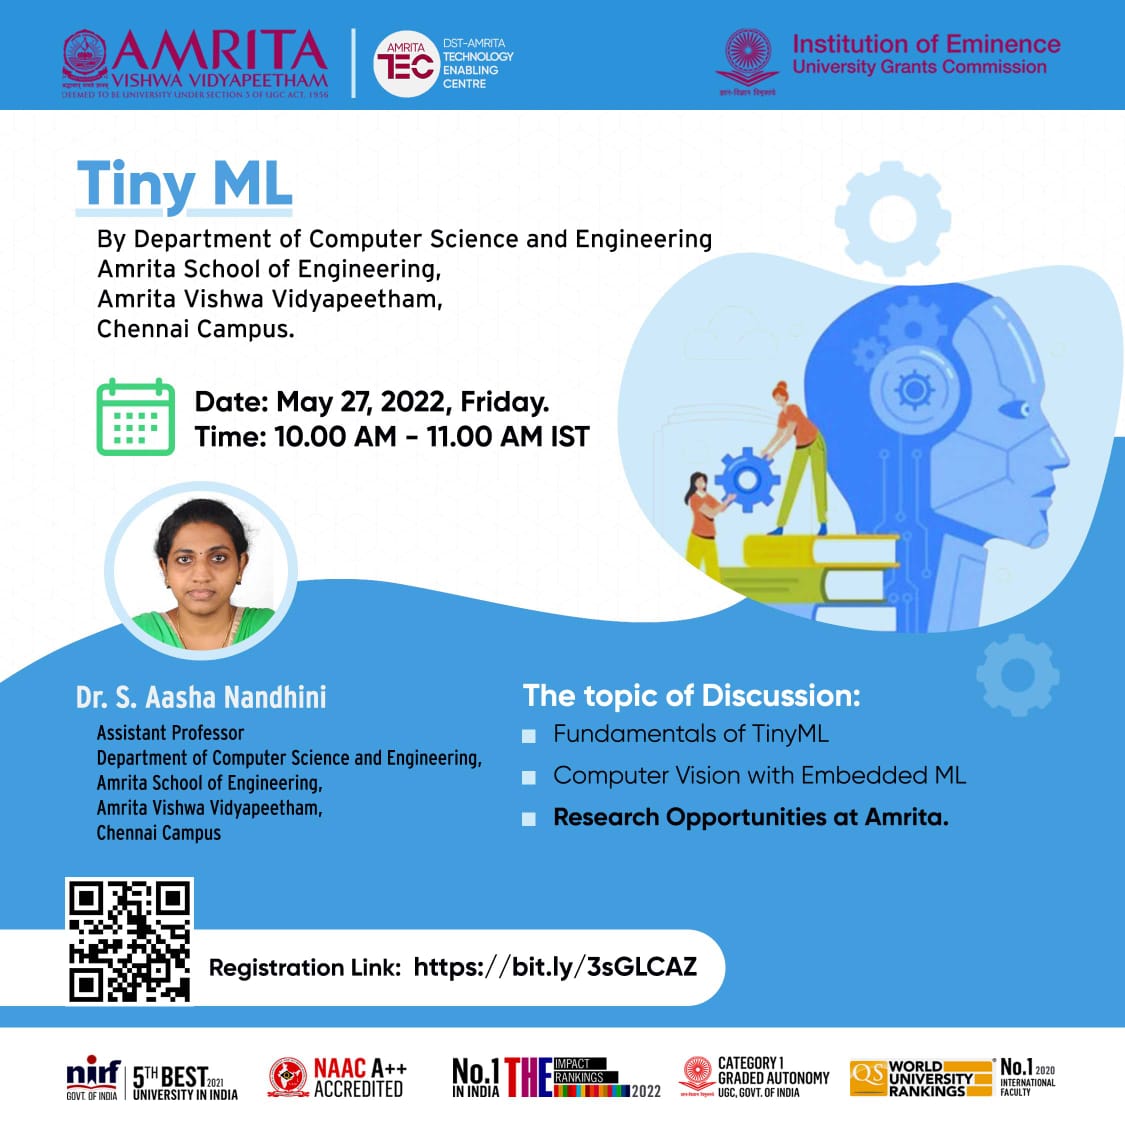 AMRITA
VISHWA VIDYAPEETHAM
DEEMED TO BE UNIVERSITY UNDER SECTION 3 OF UGC ACT, 1956
AMRITA
TEC
DST-AMRITA
TECHNOLOGY
ENABLING
CENTRE
Institution of Eminence
University Grants Commission
ज्ञान-विज्ञान विमुक्तये
Tiny ML
By Department of Computer Science and Engineering
Amrita School of Engineering,
Amrita Vishwa Vidyapeetham,
Chennai Campus.
Date: May 27, 2022, Friday.
Time: 10.00 AM - 11.00 AM IST
Dr. S. Aasha Nandhini
Assistant Professor
Department of Computer Science and Engineering,
Amrita School of Engineering,
Amrita Vishwa Vidyapeetham,
Chennai Campus
The topic of Discussion:
Fundamentals of TinyML
Computer Vision with Embedded ML
Research Opportunities at Amrita.
Registration Link: https://bit.ly/3sGLCAZ
nirf
GOVT. OF INDIA
5TH BEST 2021
UNIVERSITY IN INDIA
NAAC A++
ACCREDITED
No.1
IN INDIA
THE
IMPACT
RANKINGS
2022
CATEGORY 1
GRADED AUTONOMY
UGC, GOVT. OF INDIA
QS
WORLD
UNIVERSITY
RANKINGS
No.1 2020
INTERNATIONAL
FACULTY